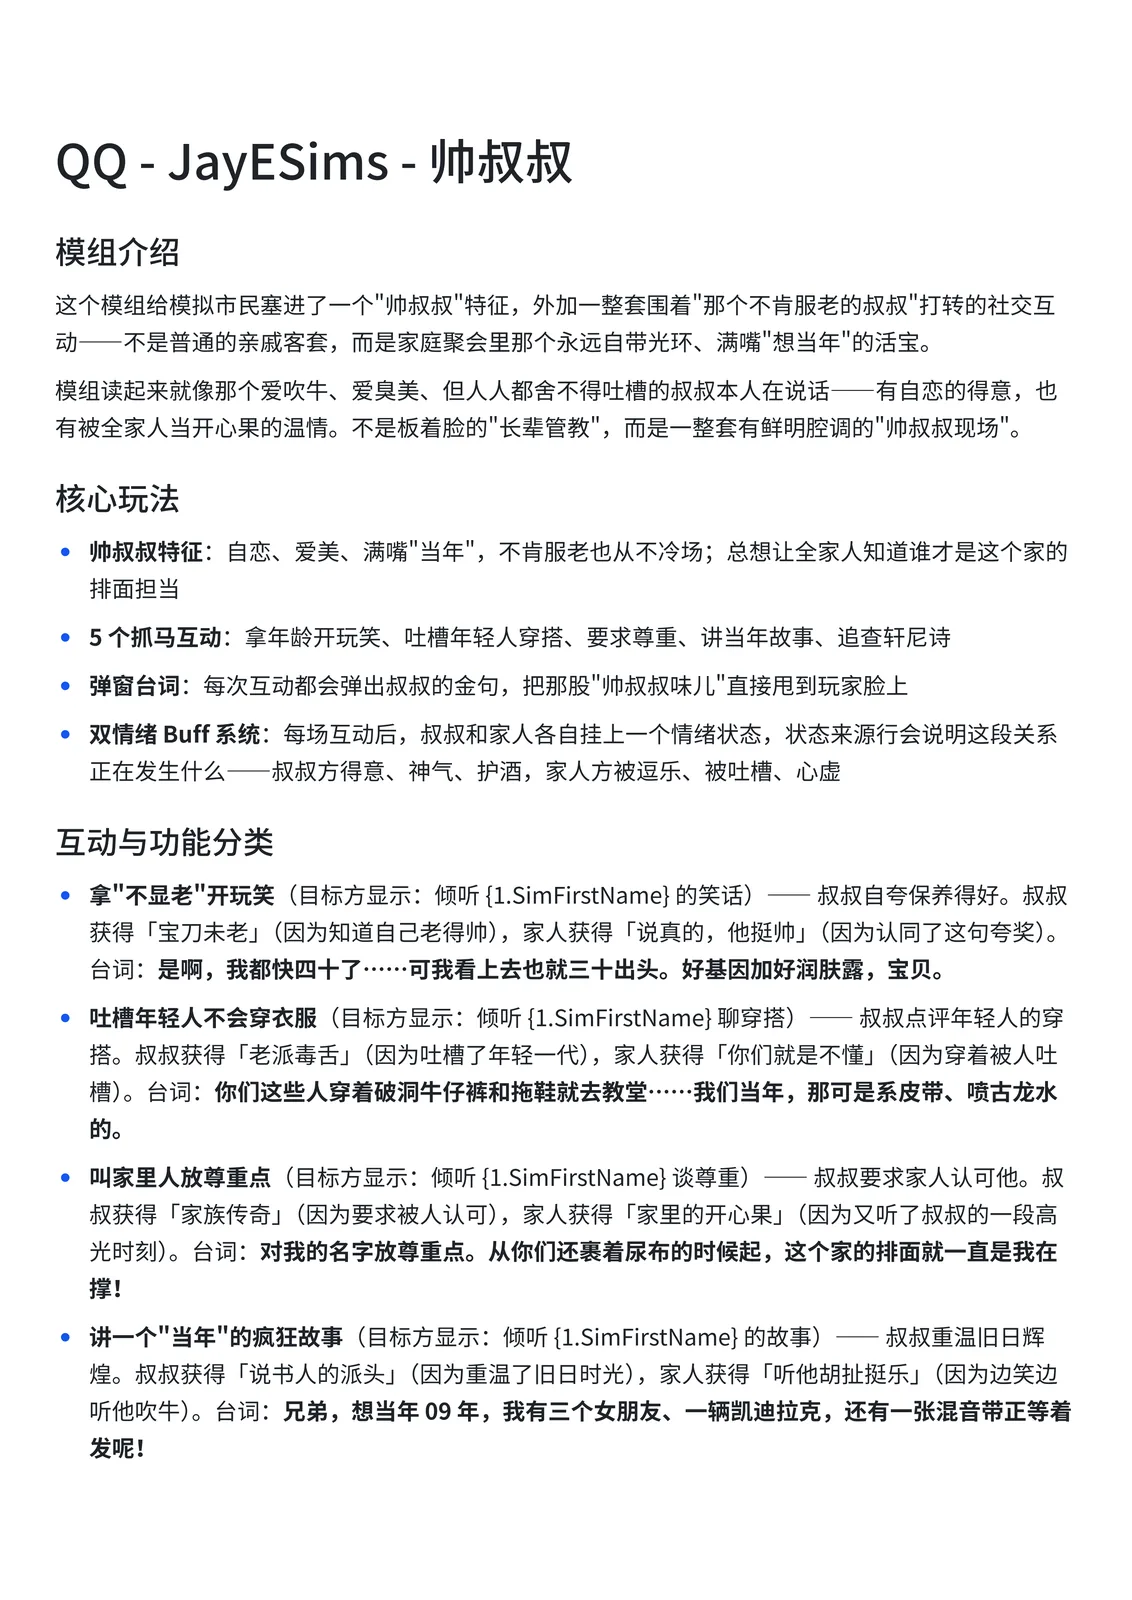 QQ - JayESims - 帅叔叔
模组介绍
这个模组给模拟市民塞进了一个"帅叔叔"特征，外加一整套围着"那个不肯服老的叔叔"打转的社交互
动——不是普通的亲戚客套，而是家庭聚会里那个永远自带光环、满嘴"想当年"的活宝。
模组读起来就像那个爱吹牛、爱臭美、但人人都舍不得吐槽的叔叔本人在说话——有自恋的得意，也
有被全家人当开心果的温情。不是板着脸的"长辈管教"，而是一整套有鲜明腔调的"帅叔叔现场"。
核心玩法
• 帅叔叔特征：自恋、爱美、满嘴"当年"，不肯服老也从不冷场；总想让全家人知道谁才是这个家的
排面担当
• 5 个抓马互动：拿年龄开玩笑、吐槽年轻人穿搭、要求尊重、讲当年故事、追查轩尼诗
• 弹窗台词：每次互动都会弹出叔叔的金句，把那股"帅叔叔味儿"直接甩到玩家脸上
• 双情绪 Buff 系统：每场互动后，叔叔和家人各自挂上一个情绪状态，状态来源行会说明这段关系
正在发生什么——叔叔方得意、神气、护酒，家人方被逗乐、被吐槽、心虚
互动与功能分类
• 拿"不显老"开玩笑（目标方显示：倾听 {1.SimFirstName} 的笑话）—— 叔叔自夸保养得好。叔叔
获得「宝刀未老」（因为知道自己老得帅），家人获得「说真的，他挺帅」（因为认同了这句夸奖）。
台词：是啊，我都快四十了……可我看上去也就三十出头。好基因加好润肤露，宝贝。
• 吐槽年轻人不会穿衣服（目标方显示：倾听 {1.SimFirstName} 聊穿搭）—— 叔叔点评年轻人的穿
搭。叔叔获得「老派毒舌」（因为吐槽了年轻一代），家人获得「你们就是不懂」（因为穿着被人吐
槽）。台词：你们这些人穿着破洞牛仔裤和拖鞋就去教堂……我们当年，那可是系皮带、喷古龙水
的。
• 叫家里人放尊重点（目标方显示：倾听 {1.SimFirstName} 谈尊重）—— 叔叔要求家人认可他。叔
叔获得「家族传奇」（因为要求被人认可），家人获得「家里的开心果」（因为又听了叔叔的一段高
光时刻）。台词：对我的名字放尊重点。从你们还裹着尿布的时候起，这个家的排面就一直是我在
撑！
• 讲一个"当年"的疯狂故事（目标方显示：倾听 {1.SimFirstName} 的故事）—— 叔叔重温旧日辉
煌。叔叔获得「说书人的派头」（因为重温了旧日时光），家人获得「听他胡扯挺乐」（因为边笑边
听他吹牛）。台词：兄弟，想当年 09 年，我有三个女朋友、一辆凯迪拉克，还有一张混音带正等着
发呢！